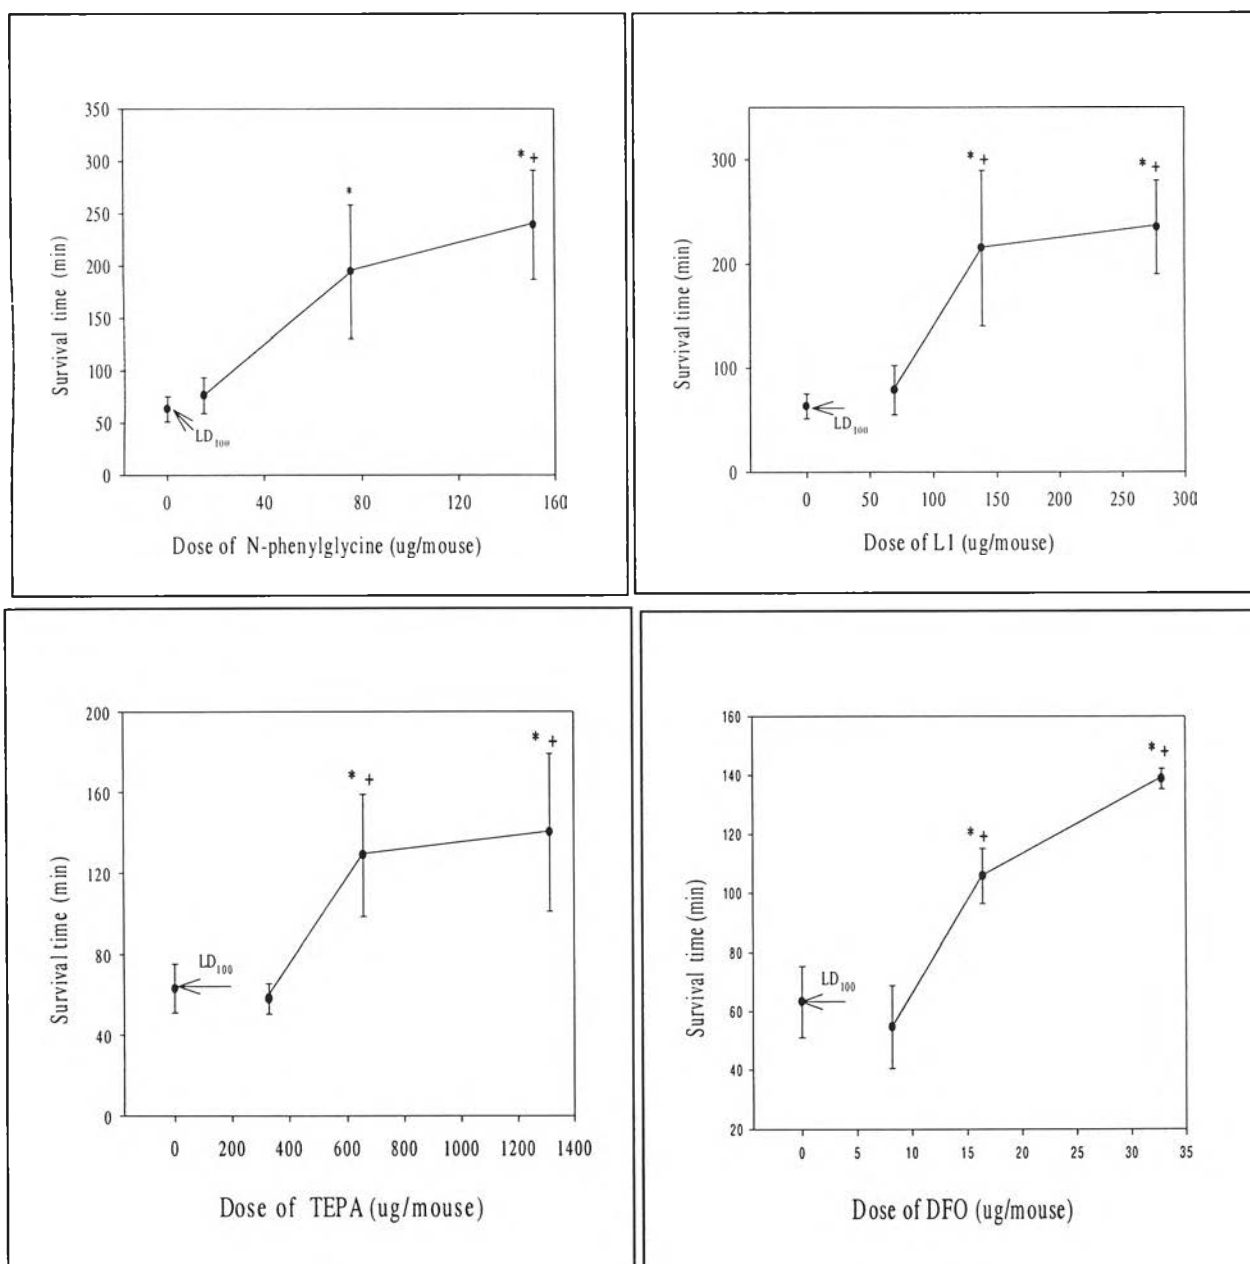 350
300
250
200
150
100
50
0
Survival time (min)
*
* +
LD100
0 40 80 120 160
Dose of N-phenylglycine (ug/mouse)
300
200
100
0
Survival time (min)
* +
* +
LD100
0 50 100 150 200 250 300
Dose of L1 (ug/mouse)
200
160
120
80
40
0
Survival time (min)
* +
* +
LD100
0 200 400 600 800 1000 1200 1400
Dose of TEPA (ug/mouse)
160
140
120
100
80
60
40
20
Survival time (min)
* +
* +
LD100
0 5 10 15 20 25 30 35
Dose of DFO (ug/mouse)